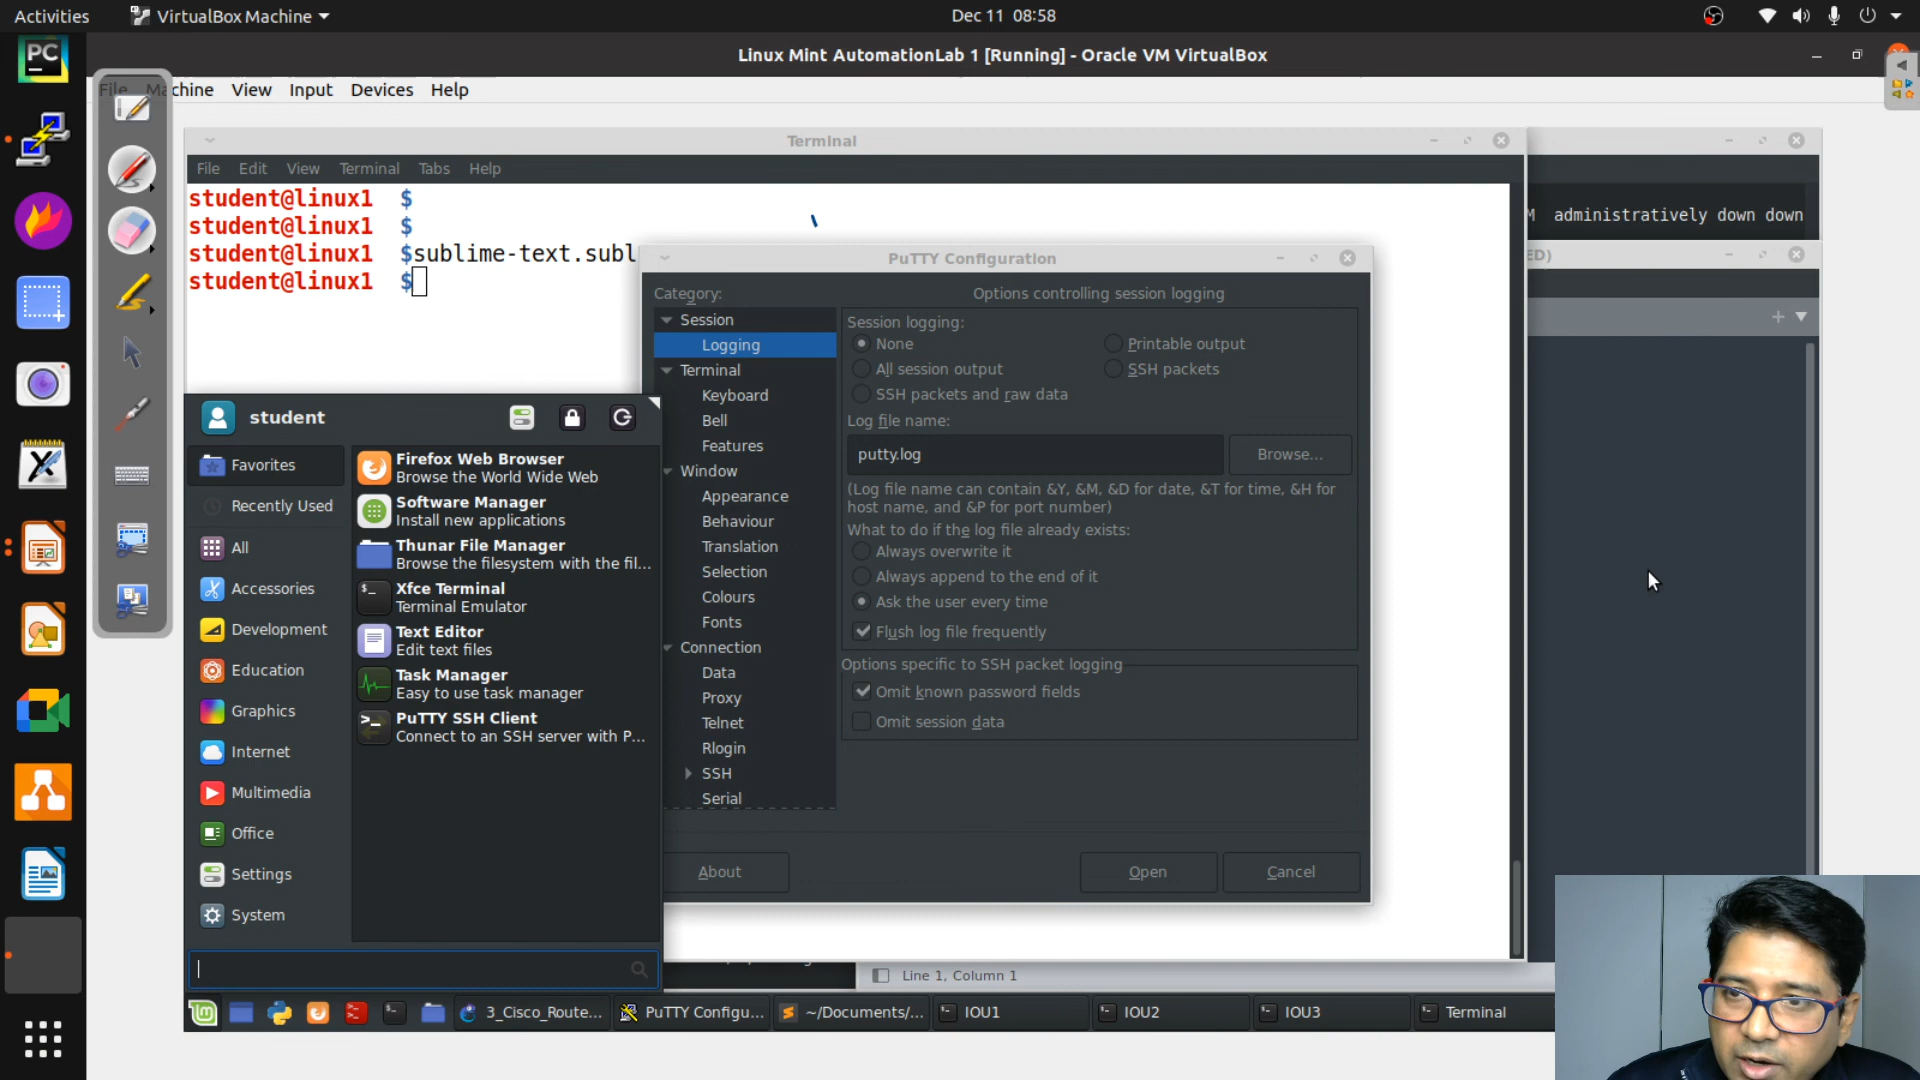 Activities
VirtualBox Machine
Dec 11 08:58
PC
Linux Mint AutomationLab 1 [Running] - Oracle VM VirtualBox
File Machine View Input Devices Help
Terminal
File Edit View Terminal Tabs Help
student@linux1 $
student@linux1 $
student@linux1 $sublime-text.subl
student@linux1 $
M administratively down down
ED)
PuTTY Configuration
Category:
Session
Logging
Terminal
Keyboard
Bell
Features
Window
Appearance
Behaviour
Translation
Selection
Colours
Fonts
Connection
Data
Proxy
Telnet
Rlogin
SSH
Serial
Options controlling session logging
Session logging:
None
Printable output
All session output
SSH packets
SSH packets and raw data
Log file name:
putty.log
Browse...
(Log file name can contain &Y, &M, &D for date, &T for time, &H for
host name, and &P for port number)
What to do if the log file already exists:
Always overwrite it
Always append to the end of it
Ask the user every time
Flush log file frequently
Options specific to SSH packet logging
Omit known password fields
Omit session data
About
Open
Cancel
student
Favorites
Recently Used
All
Accessories
Development
Education
Graphics
Internet
Multimedia
Office
Settings
System
Firefox Web Browser
Browse the World Wide Web
Software Manager
Install new applications
Thunar File Manager
Browse the filesystem with the fil...
Xfce Terminal
Terminal Emulator
Text Editor
Edit text files
Task Manager
Easy to use task manager
PuTTY SSH Client
Connect to an SSH server with P...
Line 1, Column 1
3_Cisco_Route...
PuTTY Configu...
~/Documents/...
IOU1
IOU2
IOU3
Terminal